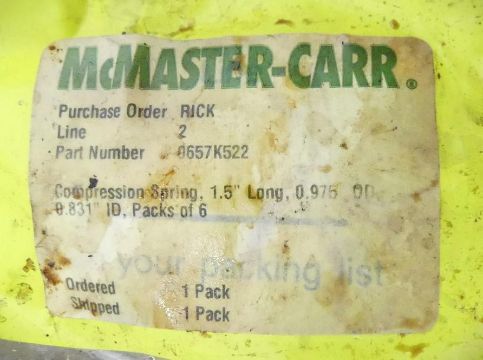 McMASTER-CARR®
Purchase Order RICK
Line 2
Part Number 9657K522
Compression Spring, 1.5" Long, 0.975 OD,
0.831" ID, Packs of 6
your packing list
Ordered 1 Pack
Shipped 1 Pack